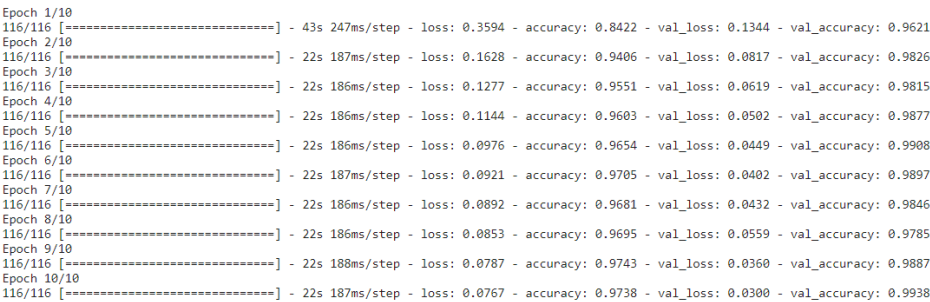 Epoch 1/10
116/116 [==============================] - 43s 247ms/step - loss: 0.3594 - accuracy: 0.8422 - val_loss: 0.1344 - val_accuracy: 0.9621
Epoch 2/10
116/116 [==============================] - 22s 187ms/step - loss: 0.1628 - accuracy: 0.9406 - val_loss: 0.0817 - val_accuracy: 0.9826
Epoch 3/10
116/116 [==============================] - 22s 186ms/step - loss: 0.1277 - accuracy: 0.9551 - val_loss: 0.0619 - val_accuracy: 0.9815
Epoch 4/10
116/116 [==============================] - 22s 186ms/step - loss: 0.1144 - accuracy: 0.9603 - val_loss: 0.0502 - val_accuracy: 0.9877
Epoch 5/10
116/116 [==============================] - 22s 186ms/step - loss: 0.0976 - accuracy: 0.9654 - val_loss: 0.0449 - val_accuracy: 0.9908
Epoch 6/10
116/116 [==============================] - 22s 187ms/step - loss: 0.0921 - accuracy: 0.9705 - val_loss: 0.0402 - val_accuracy: 0.9897
Epoch 7/10
116/116 [==============================] - 22s 186ms/step - loss: 0.0892 - accuracy: 0.9681 - val_loss: 0.0432 - val_accuracy: 0.9846
Epoch 8/10
116/116 [==============================] - 22s 186ms/step - loss: 0.0853 - accuracy: 0.9695 - val_loss: 0.0559 - val_accuracy: 0.9785
Epoch 9/10
116/116 [==============================] - 22s 188ms/step - loss: 0.0787 - accuracy: 0.9743 - val_loss: 0.0360 - val_accuracy: 0.9887
Epoch 10/10
116/116 [==============================] - 22s 187ms/step - loss: 0.0767 - accuracy: 0.9738 - val_loss: 0.0300 - val_accuracy: 0.9938